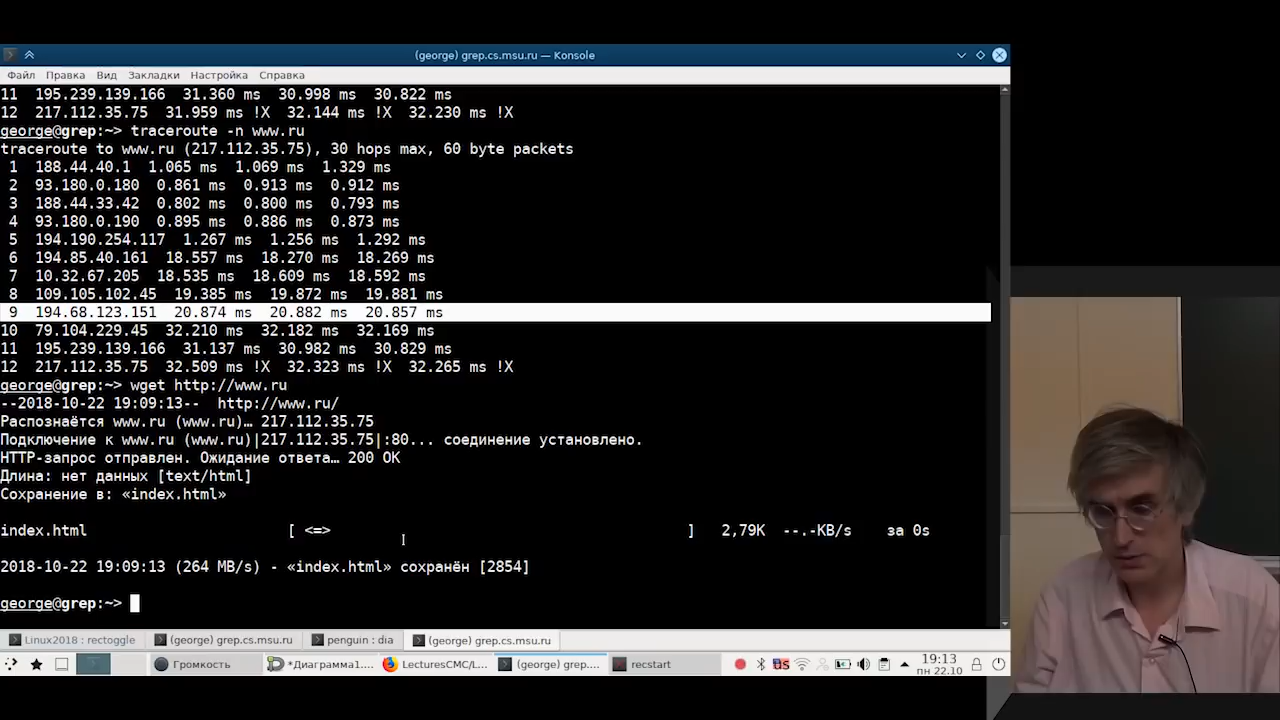 (george) grep.cs.msu.ru — Konsole
Файл Правка Вид Закладки Настройка Справка
11 195.239.139.166 31.360 ms 30.998 ms 30.822 ms
12 217.112.35.75 31.959 ms !X 32.144 ms !X 32.230 ms !X
george@grep:~> traceroute -n www.ru
traceroute to www.ru (217.112.35.75), 30 hops max, 60 byte packets
1 188.44.40.1 1.065 ms 1.069 ms 1.329 ms
2 93.180.0.180 0.861 ms 0.913 ms 0.912 ms
3 188.44.33.42 0.802 ms 0.800 ms 0.793 ms
4 93.180.0.190 0.895 ms 0.886 ms 0.873 ms
5 194.190.254.117 1.267 ms 1.256 ms 1.292 ms
6 194.85.40.161 18.557 ms 18.270 ms 18.269 ms
7 10.32.67.205 18.535 ms 18.609 ms 18.592 ms
8 109.105.102.45 19.385 ms 19.872 ms 19.881 ms
9 194.68.123.151 20.874 ms 20.882 ms 20.857 ms
10 79.104.229.45 32.210 ms 32.182 ms 32.169 ms
11 195.239.139.166 31.137 ms 30.982 ms 30.829 ms
12 217.112.35.75 32.509 ms !X 32.323 ms !X 32.265 ms !X
george@grep:~> wget http://www.ru
--2018-10-22 19:09:13-- http://www.ru/
Распознаётся www.ru (www.ru)… 217.112.35.75
Подключение к www.ru (www.ru)|217.112.35.75|:80... соединение установлено.
HTTP-запрос отправлен. Ожидание ответа… 200 OK
Длина: нет данных [text/html]
Сохранение в: «index.html»
index.html [ <=> ] 2,79K --.-KB/s за 0s
2018-10-22 19:09:13 (264 MB/s) - «index.html» сохранён [2854]
george@grep:~>
Linux2018 : rectoggle (george) grep.cs.msu.ru penguin : dia (george) grep.cs.msu.ru
Громкость *Диаграмма1.… LecturesCMC/L… (george) grep.… recstart US 19:13
пн 22.10